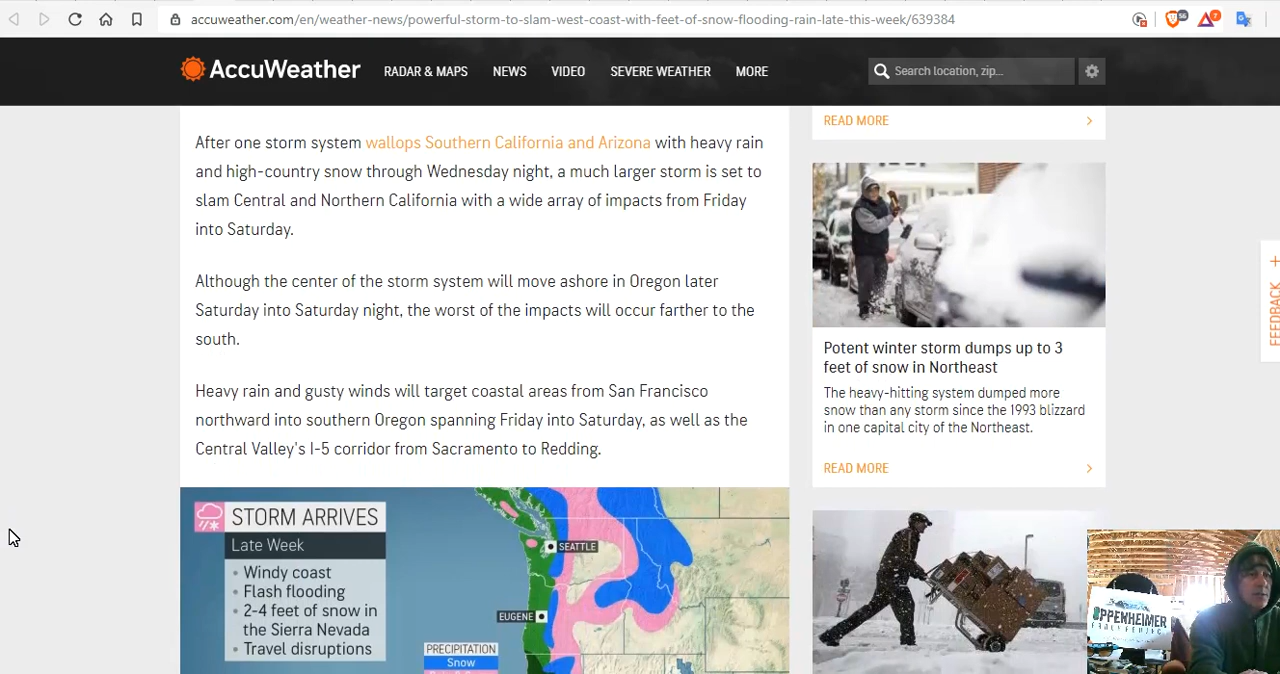 accuweather.com/en/weather-news/powerful-storm-to-slam-west-coast-with-feet-of-snow-flooding-rain-late-this-week/639384
56
7
AccuWeather
RADAR & MAPS
NEWS
VIDEO
SEVERE WEATHER
MORE
Search location, zip...
After one storm system wallops Southern California and Arizona with heavy rain
and high-country snow through Wednesday night, a much larger storm is set to
slam Central and Northern California with a wide array of impacts from Friday
into Saturday.
Although the center of the storm system will move ashore in Oregon later
Saturday into Saturday night, the worst of the impacts will occur farther to the
south.
Heavy rain and gusty winds will target coastal areas from San Francisco
northward into southern Oregon spanning Friday into Saturday, as well as the
Central Valley's I-5 corridor from Sacramento to Redding.
STORM ARRIVES
Late Week
• Windy coast
• Flash flooding
• 2-4 feet of snow in
the Sierra Nevada
• Travel disruptions
SEATTLE
EUGENE
PRECIPITATION
Snow
READ MORE
Potent winter storm dumps up to 3
feet of snow in Northeast
The heavy-hitting system dumped more
snow than any storm since the 1993 blizzard
in one capital city of the Northeast.
READ MORE
FEEDBACK
OPPENHEIMER